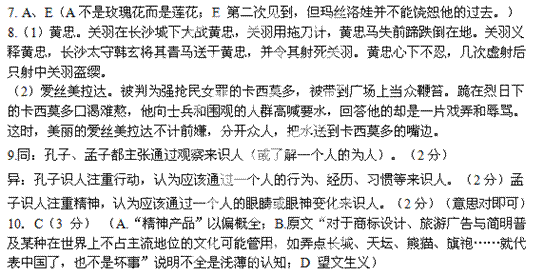 7. A、E（A 不是玫瑰花而是莲花；E 第二次见到，但玛丝洛娃并不能饶恕他的过去。）
8.（1）黄忠。关羽在长沙城下大战黄忠，关羽用拖刀计，黄忠马失前蹄跌倒在地。关羽义
释黄忠，长沙太守韩玄将其青马送于黄忠，并令其射死关羽。黄忠心下不忍，几次虚射后
只射中关羽盔缨。
（2）爱丝美拉达。被判为强抢民女罪的卡西莫多，被带到广场上当众鞭笞。跪在烈日下
的卡西莫多口渴难熬，他向士兵和围观的人群高喊要水，回答他的却是一片戏弄和辱骂。
这时，美丽的爱丝美拉达不计前嫌，分开众人，把水送到卡西莫多的嘴边。
9.同：孔子、孟子都主张通过观察来识人（或了解一个人的为人）。（2 分）
异：孔子识人注重行动，认为应该通过一个人的行为、经历、习惯等来识人。（2 分）孟
子识人注重精神，认为应该通过一个人的眼睛或眼神变化来识人。（2 分）（意思对即可）
10．C（3 分） （A.“精神产品”以偏概全；B.原文“对于商标设计、旅游广告与简明普
及某种在世界上不占主流地位的文化可能管用，如弄点长城、天坛、熊猫、旗袍……就代
表中国了，也不是坏事”说明不全是浅薄的认知；D 望文生义）